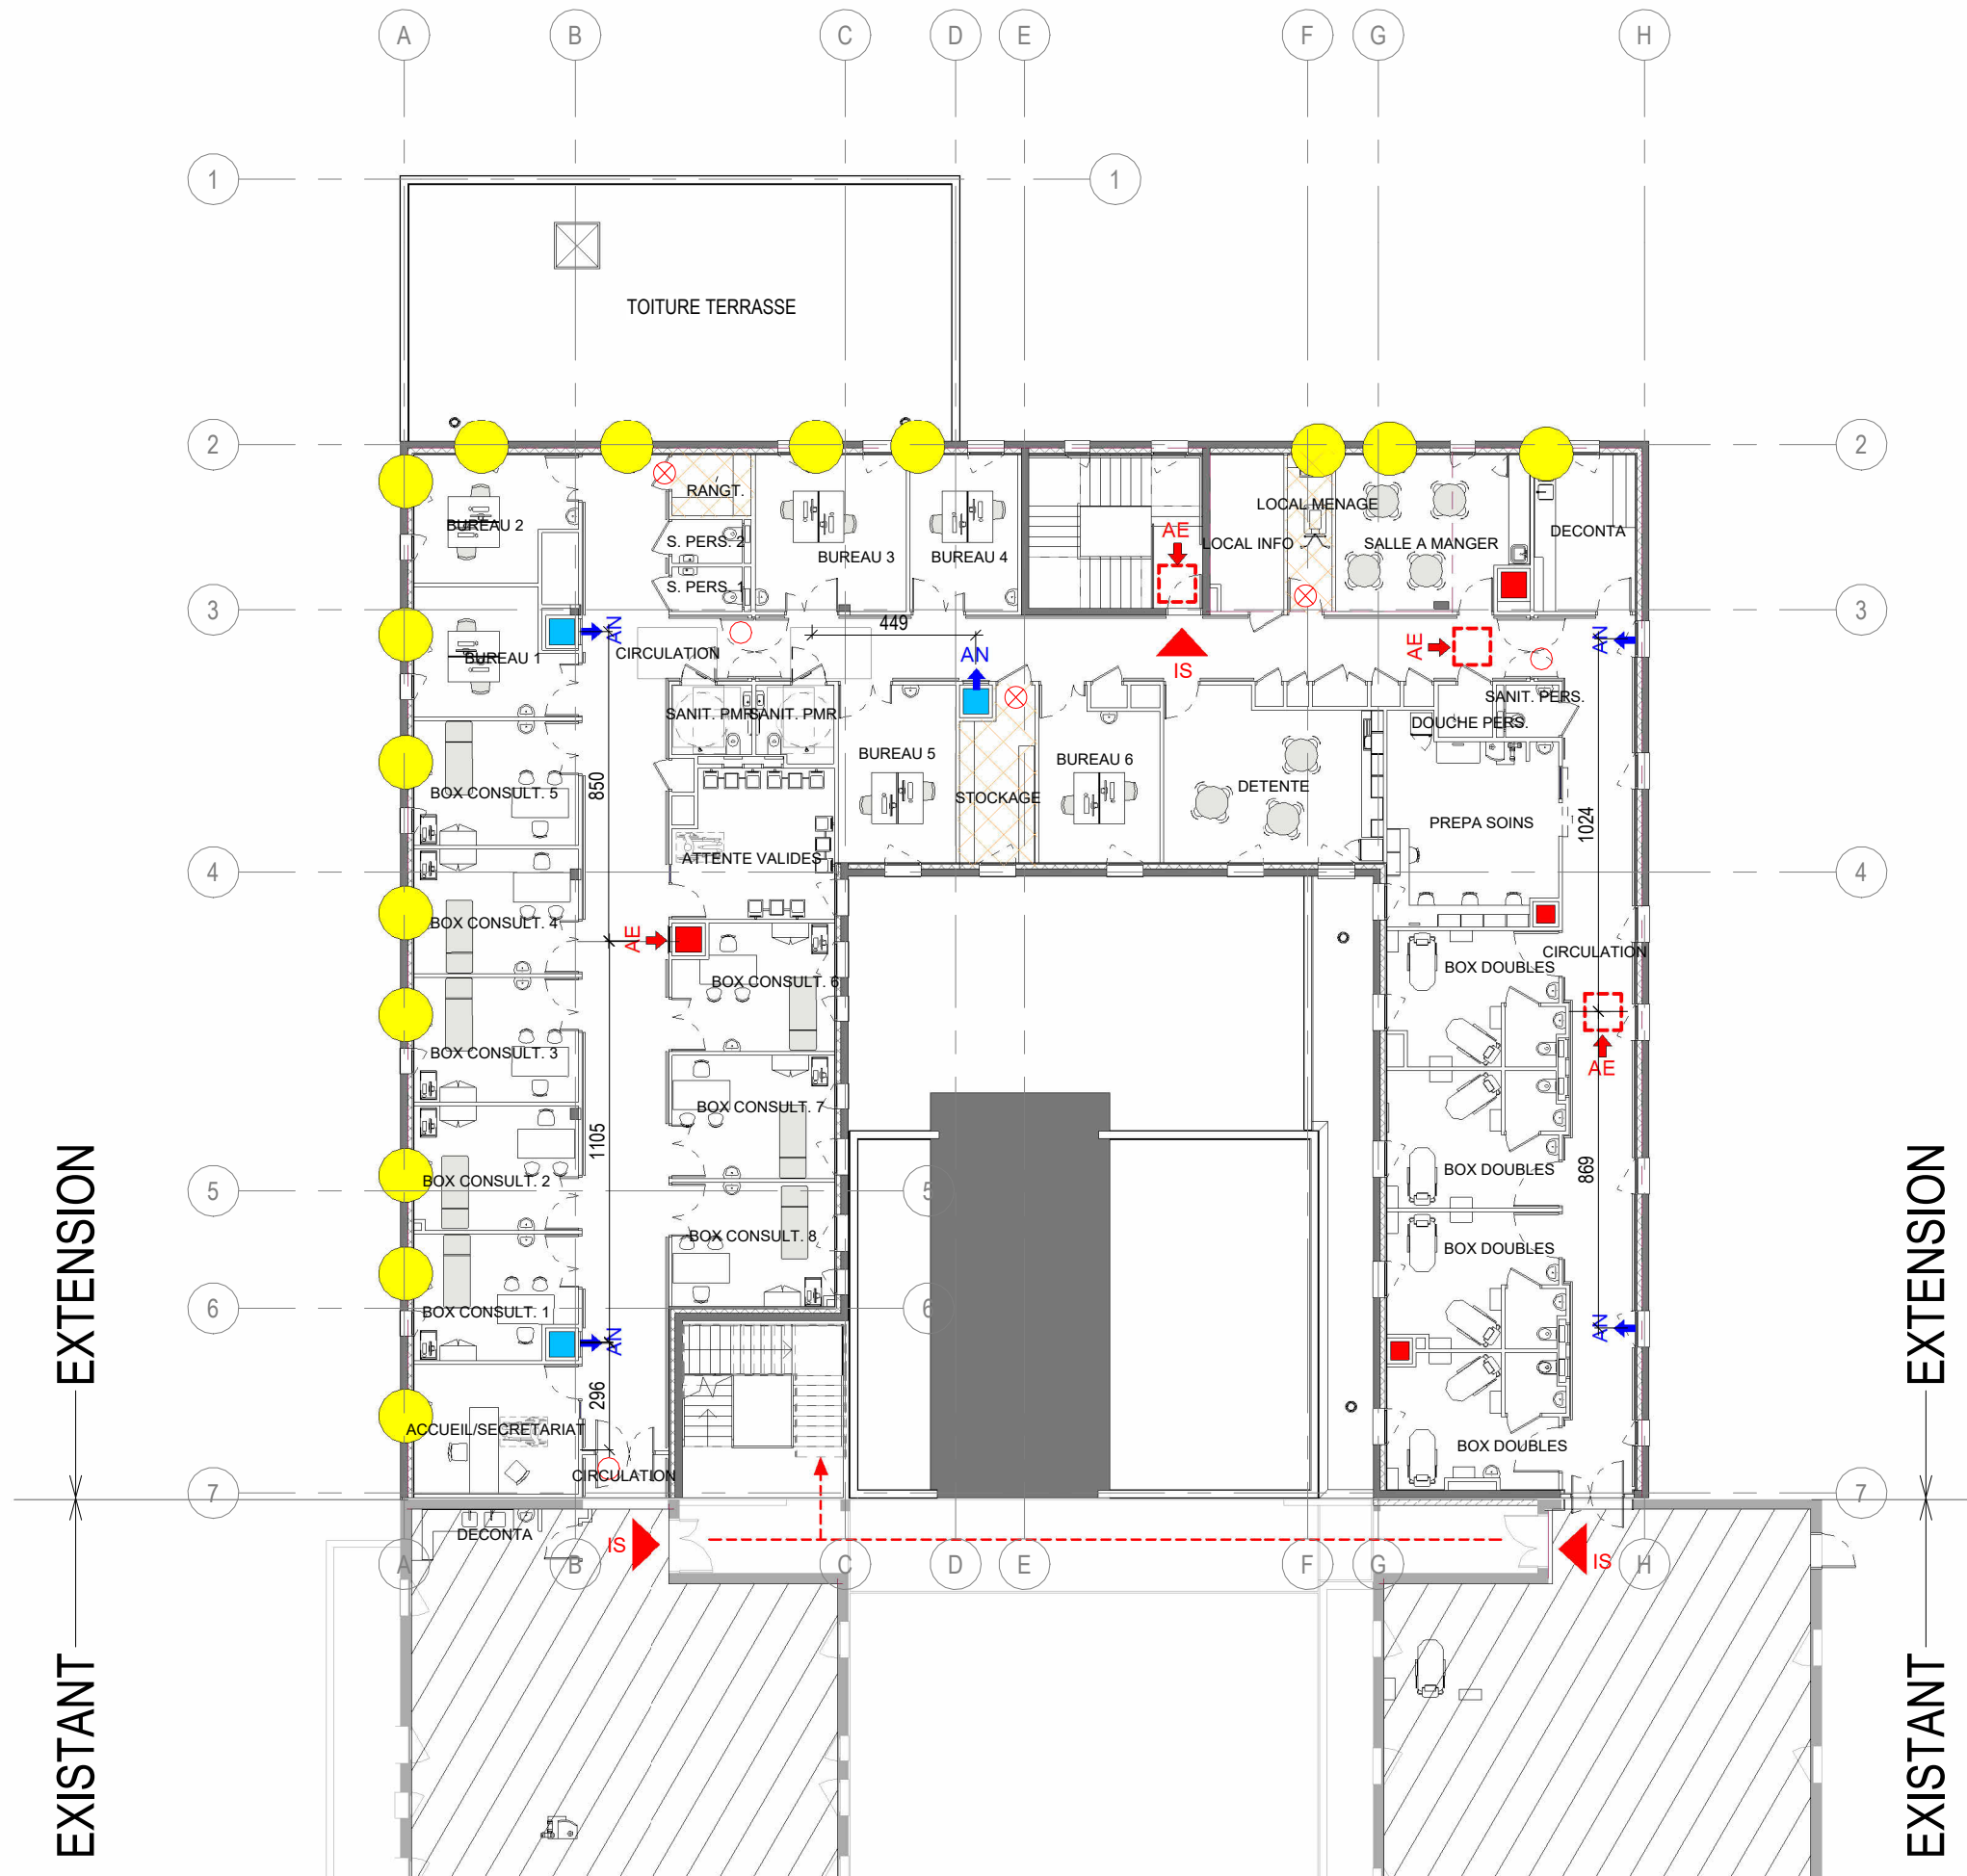 A B C D E F G H
1 1
TOITURE TERRASSE
2 2
RANGT.
BUREAU 2
S. PERS. 2
BUREAU 3
BUREAU 4
AE
LOCAL MENAGE
LOCAL INFO
SALLE A MANGER
DECONTA
S. PERS. 1
3 3
AN
449
BUREAU 1
CIRCULATION
AN
IS
AE
AN
SANIT. PMR.
SANIT. PMR.
SANIT. PERS.
DOUCHE PERS.
BUREAU 5
BUREAU 6
BOX CONSULT. 5
850
STOCKAGE
DETENTE
PREPA SOINS
1024
ATTENTE VALIDES
4 4
BOX CONSULT. 4
AE
CIRCULATION
BOX CONSULT. 6
BOX DOUBLES
BOX CONSULT. 3
AE
BOX CONSULT. 7
1105
BOX CONSULT. 2
BOX DOUBLES
869
5 5
BOX CONSULT. 8
BOX DOUBLES
6 6
BOX CONSULT. 1
AN
AN
296
ACCUEIL/SECRETARIAT
BOX DOUBLES
CIRCULATION
7 7
DECONTA
IS
IS
A B C D E F G H
EXTENSION
EXISTANT
EXTENSION
EXISTANT